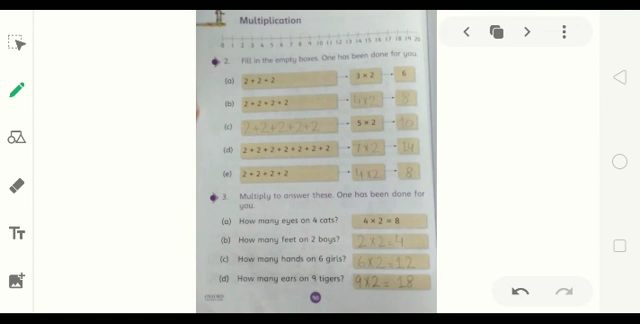 Multiplication
0 1 2 3 4 5 6 7 8 9 10 11 12 13 14 15 16 17 18 19 20
2. Fill in the empty boxes. One has been done for you.
(a) 2 + 2 + 2 3 × 2 6
(b) 2 + 2 + 2 + 2 4×2 8
(c) 2+2+2+2+2 5 × 2 10
(d) 2 + 2 + 2 + 2 + 2 + 2 + 2 7×2 14
(e) 2 + 2 + 2 + 2 4×2 8
3. Multiply to answer these. One has been done for
you.
(a) How many eyes on 4 cats? 4 × 2 = 8
(b) How many feet on 2 boys? 2×2=4
(c) How many hands on 6 girls? 6×2=12
(d) How many ears on 9 tigers? 9×2=18
OXFORD
Tт